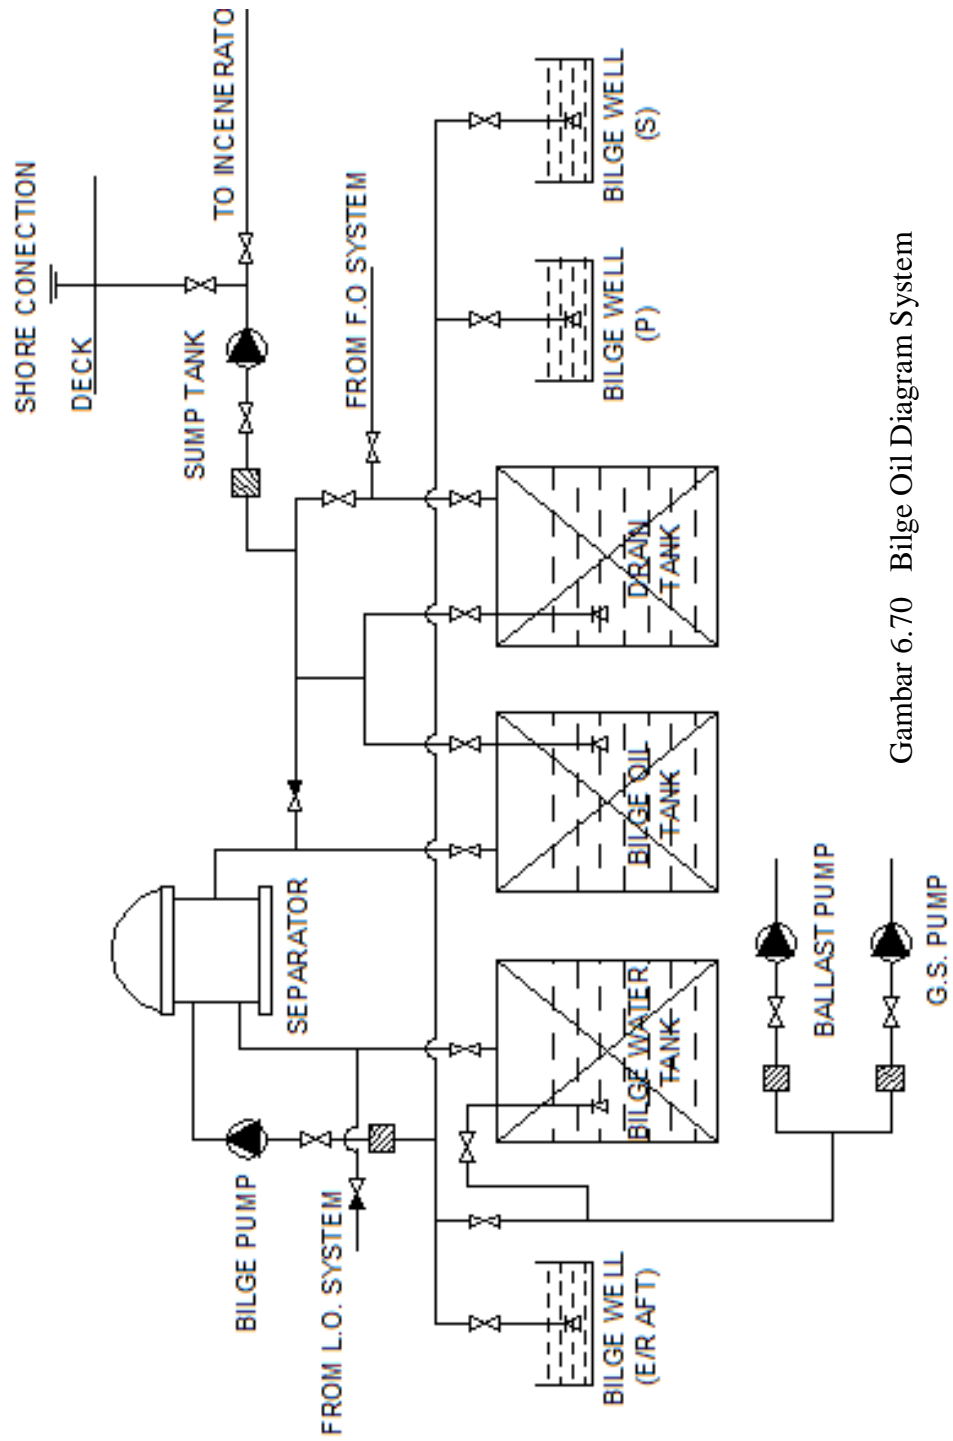 SHORE CONECTION
DECK
TO INCENERATO
SUMP TANK
FROM F.O SYSTEM
SEPARATOR
BILGE PUMP
FROM L.O. SYSTEM
BILGE WELL
(E/R AFT)
BILGE WATER
TANK
BILGE OIL
TANK
DRAIN
TANK
BILGE WELL
(P)
BILGE WELL
(S)
BALLAST PUMP
G.S. PUMP
Gambar 6.70 Bilge Oil Diagram System